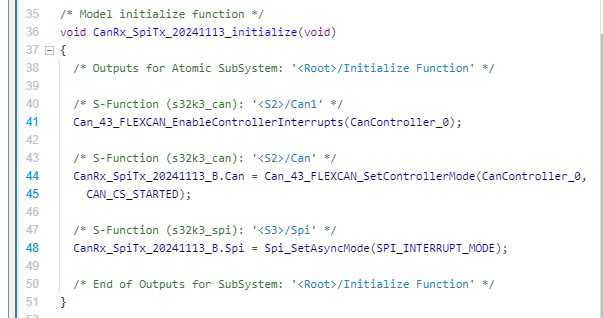 35 /* Model initialize function */
36 void CanRx_SpiTx_20241113_initialize(void)
37 {
38 /* Outputs for Atomic SubSystem: '<Root>/Initialize Function' */
39
40 /* S-Function (s32k3_can): '<S2>/Can1' */
41 Can_43_FLEXCAN_EnableControllerInterrupts(CanController_0);
42
43 /* S-Function (s32k3_can): '<S2>/Can' */
44 CanRx_SpiTx_20241113_B.Can = Can_43_FLEXCAN_SetControllerMode(CanController_0,
45 CAN_CS_STARTED);
46
47 /* S-Function (s32k3_spi): '<S3>/Spi' */
48 CanRx_SpiTx_20241113_B.Spi = Spi_SetAsyncMode(SPI_INTERRUPT_MODE);
49
50 /* End of Outputs for SubSystem: '<Root>/Initialize Function' */
51 }